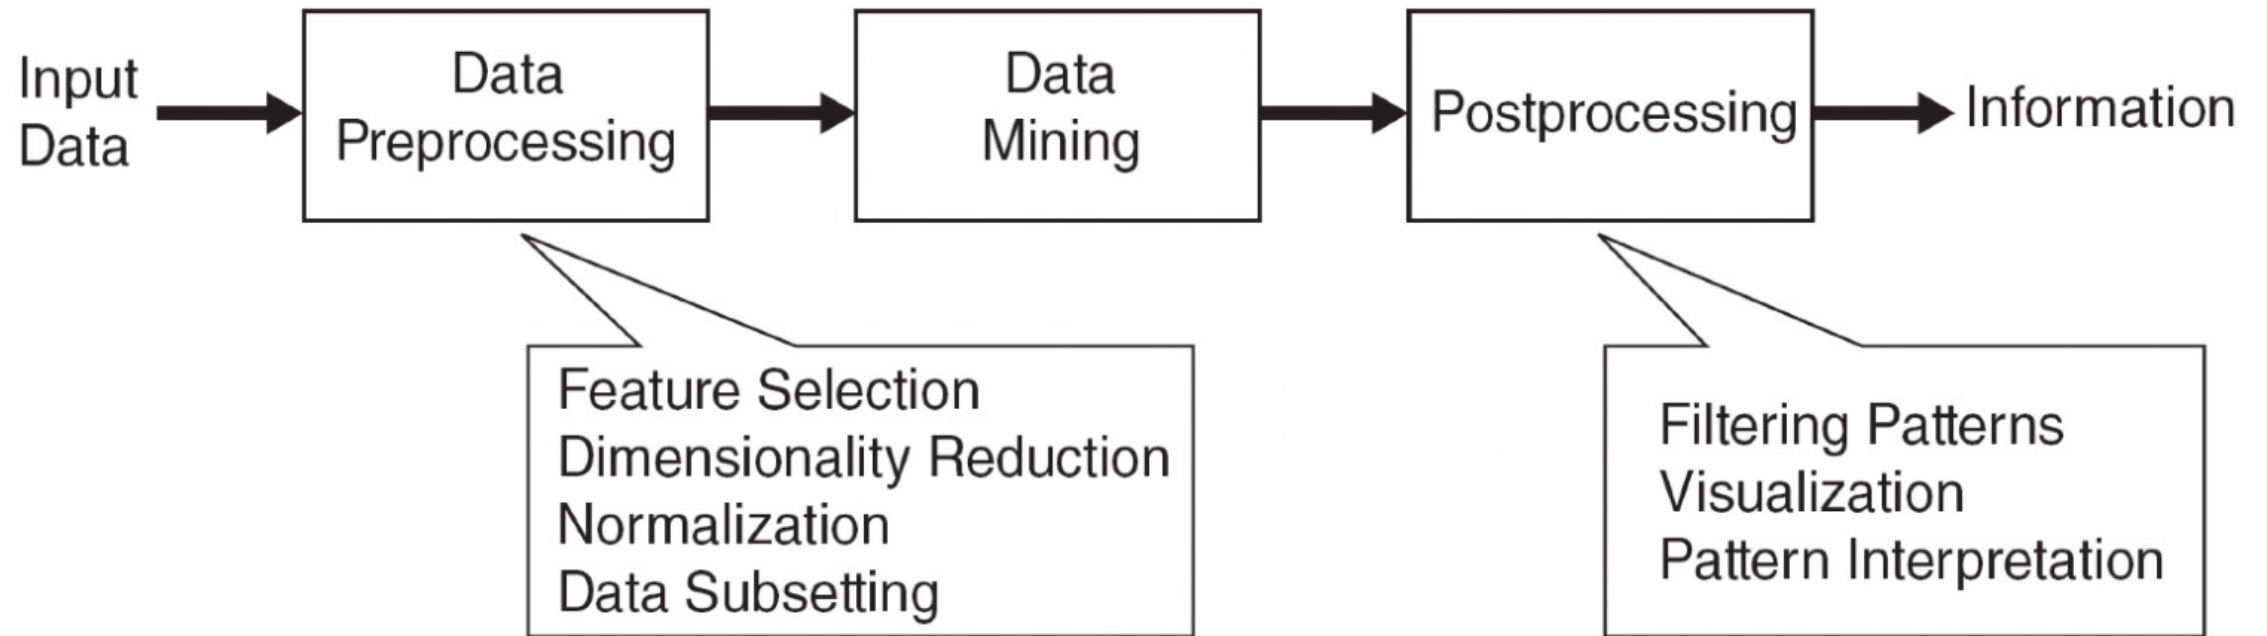 Input
Data
Data
Preprocessing
Data
Mining
Postprocessing
Information
Feature Selection
Dimensionality Reduction
Normalization
Data Subsetting
Filtering Patterns
Visualization
Pattern Interpretation